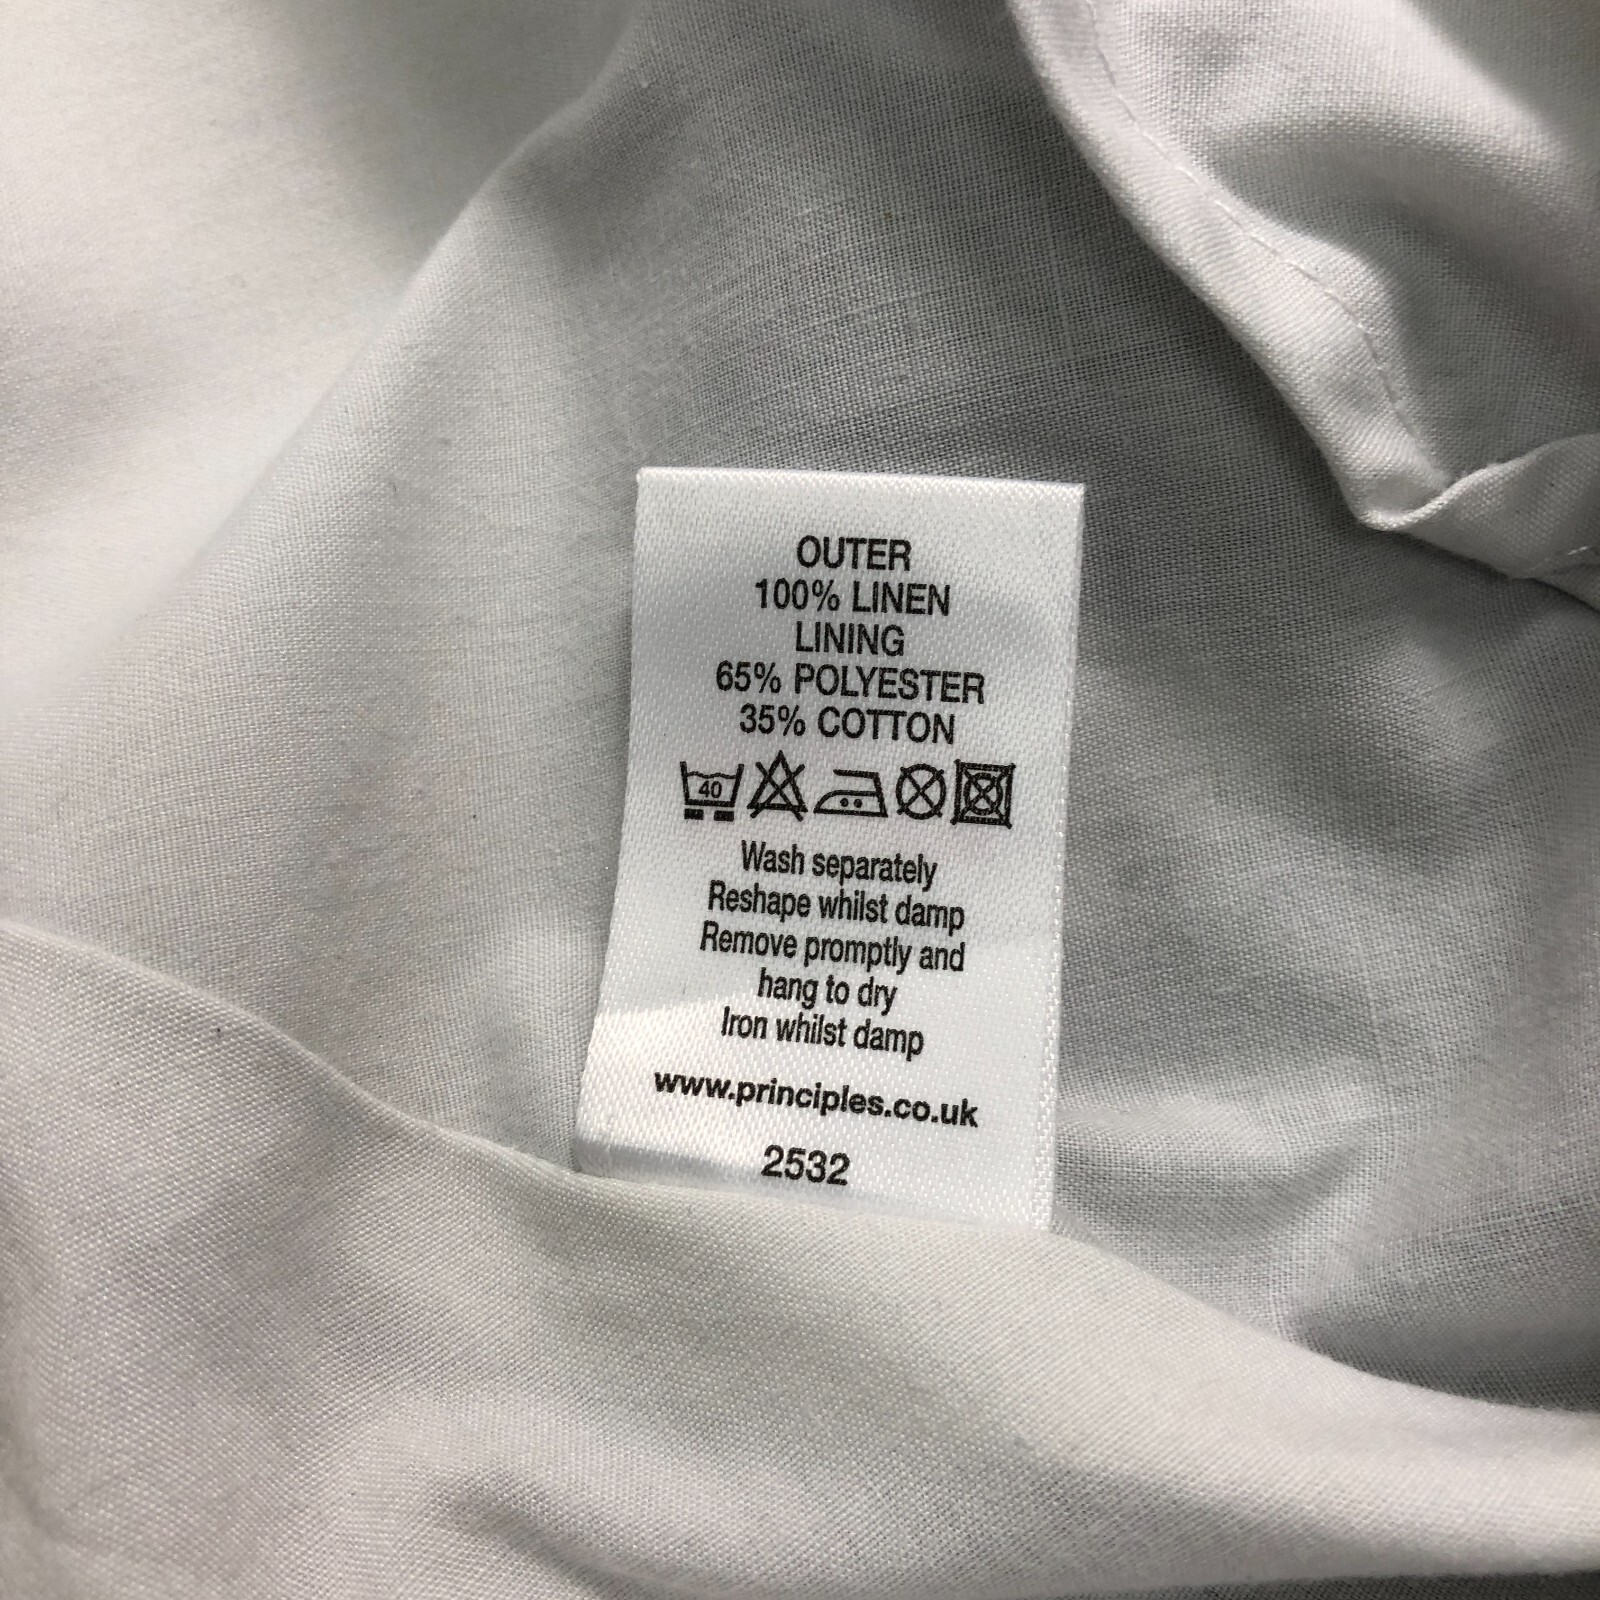 OUTER
100% LINEN
LINING
65% POLYESTER
35% COTTON
40
Wash separately
Reshape whilst damp
Remove promptly and
hang to dry
Iron whilst damp
www.principles.co.uk
2532